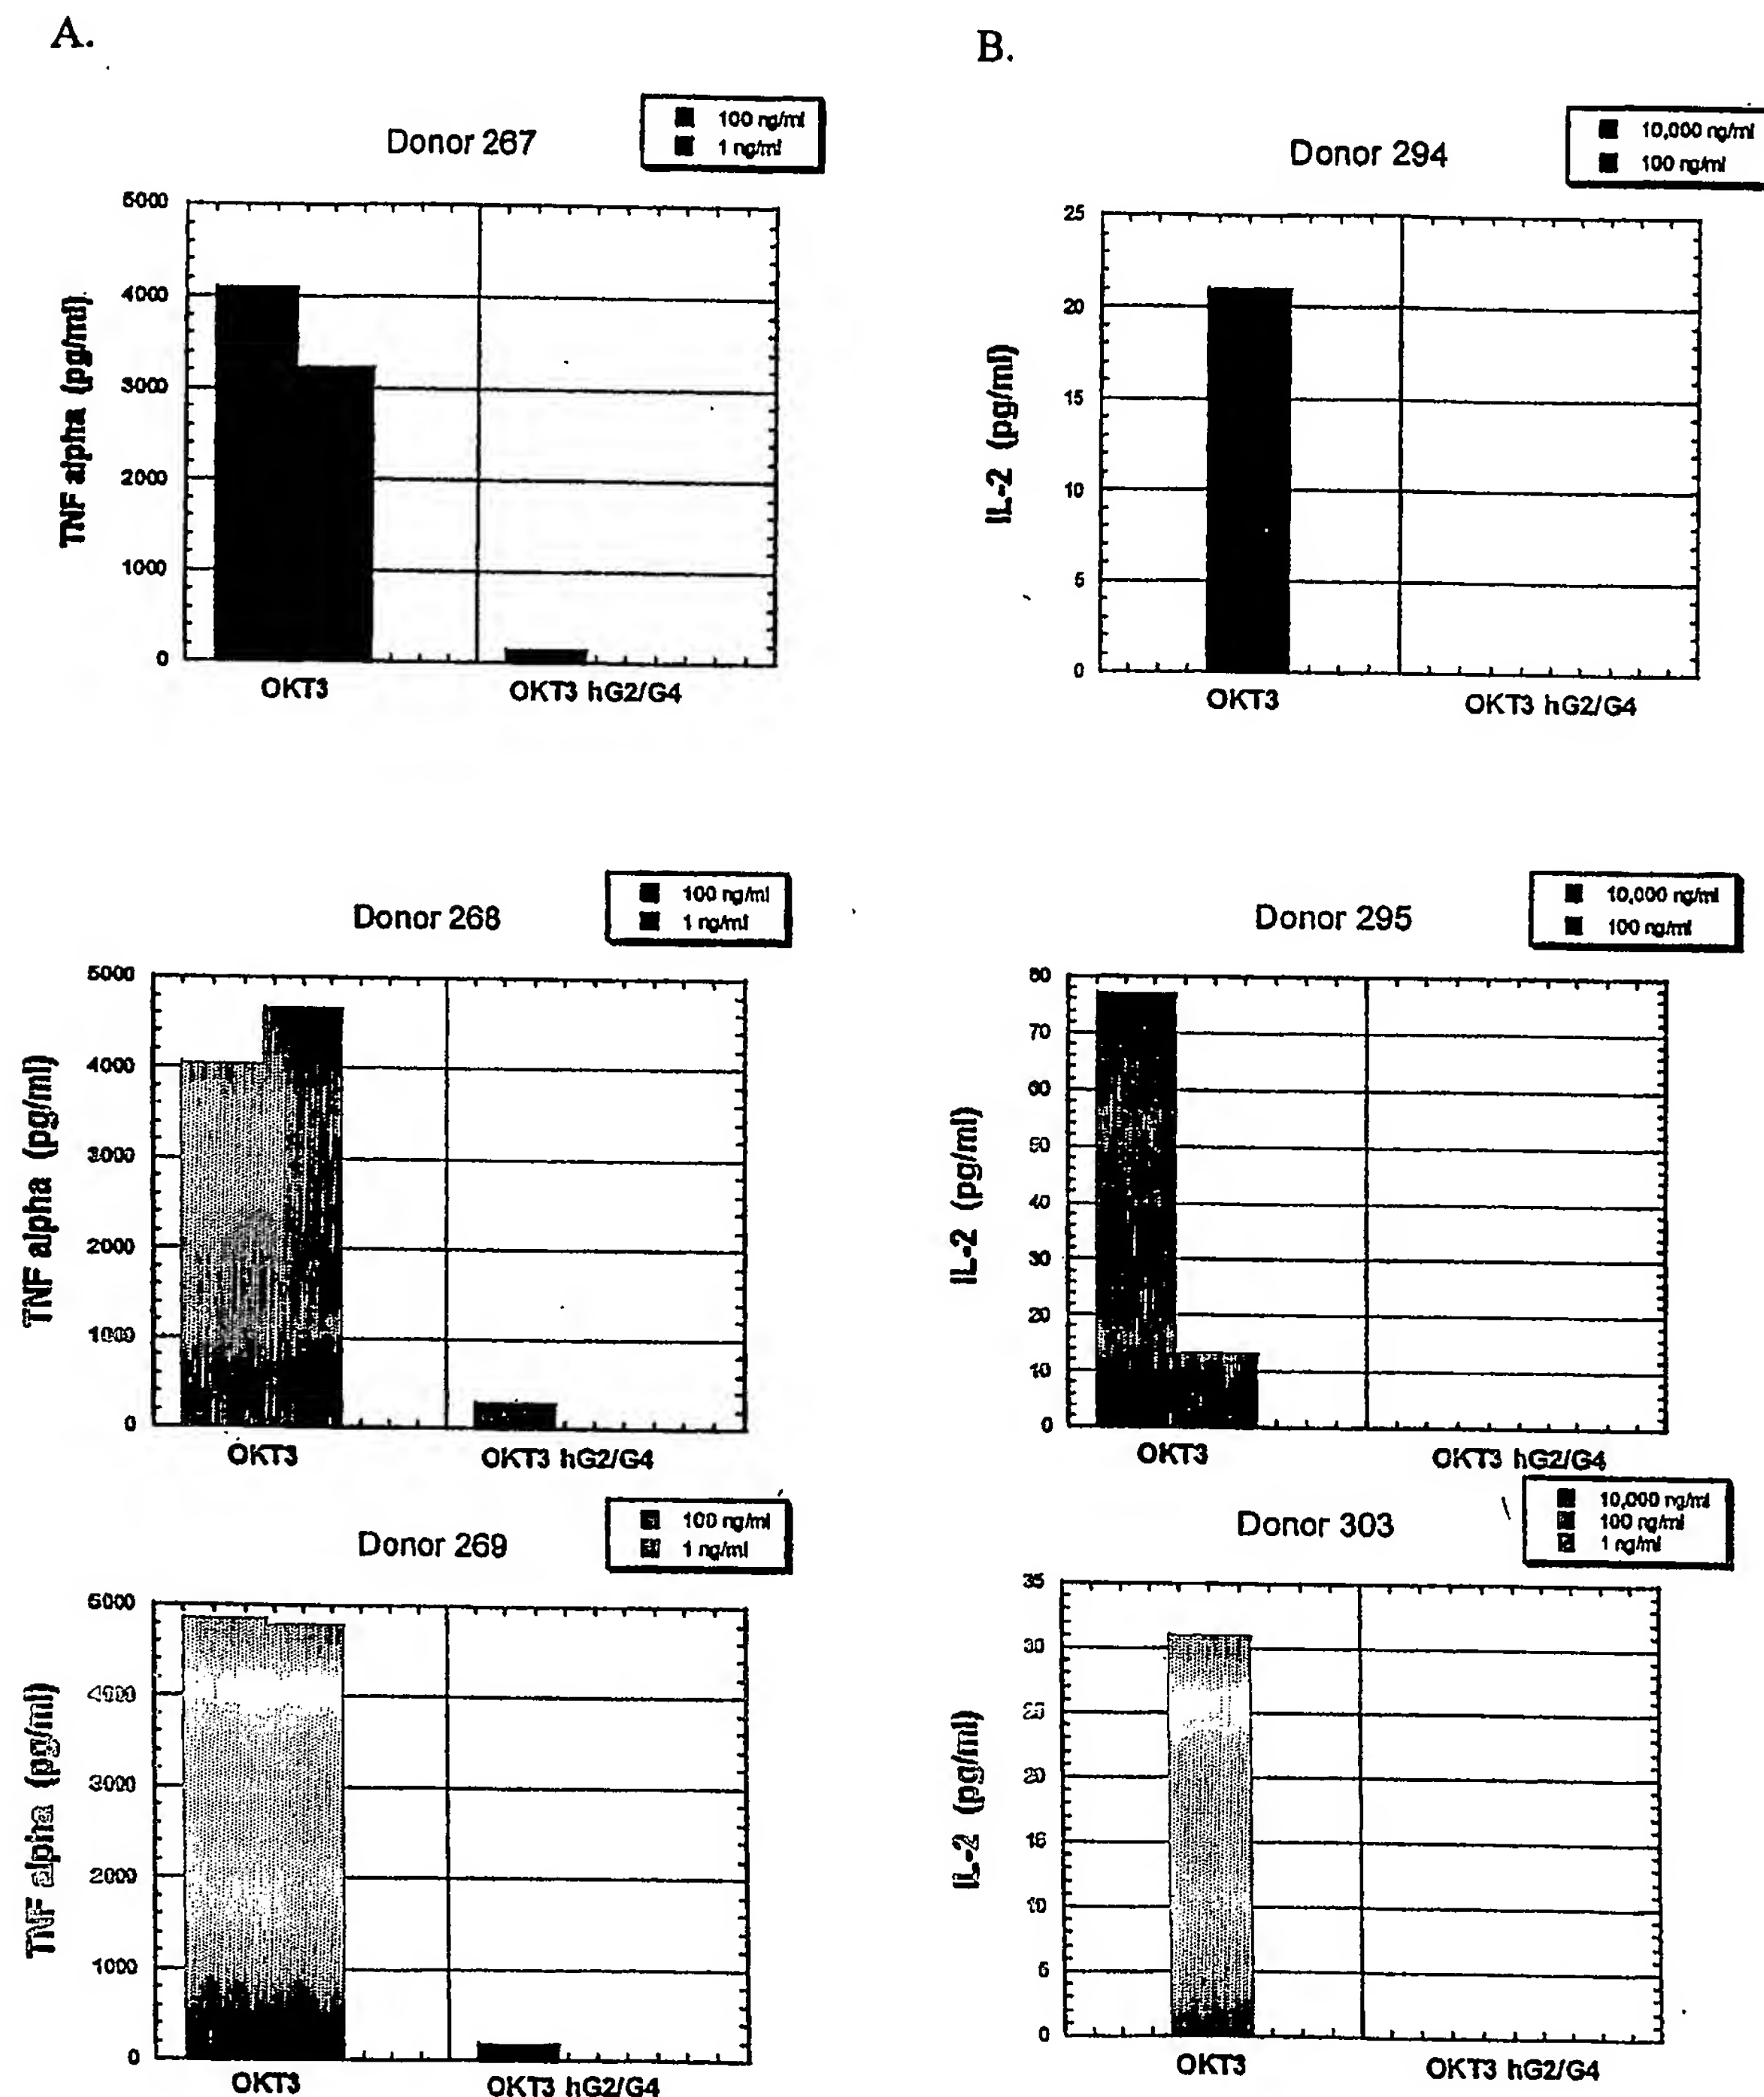 A.
Donor 267
100 ng/ml
1 ng/ml
TNF alpha (pg/ml)
5000
4000
3000
2000
1000
0
OKT3
OKT3 hG2/G4
Donor 268
100 ng/ml
1 ng/ml
TNF alpha (pg/ml)
5000
4000
3000
2000
1000
0
OKT3
OKT3 hG2/G4
Donor 269
100 ng/ml
1 ng/ml
TNF alpha (pg/ml)
5000
4000
3000
2000
1000
0
OKT3
OKT3 hG2/G4
B.
Donor 294
10,000 ng/ml
100 ng/ml
IL-2 (pg/ml)
25
20
15
10
5
0
OKT3
OKT3 hG2/G4
Donor 295
10,000 ng/ml
100 ng/ml
IL-2 (pg/ml)
80
70
60
50
40
30
20
10
0
OKT3
OKT3 hG2/G4
Donor 303
10,000 ng/ml
100 ng/ml
1 ng/ml
IL-2 (pg/ml)
35
30
25
20
15
10
5
0
OKT3
OKT3 hG2/G4